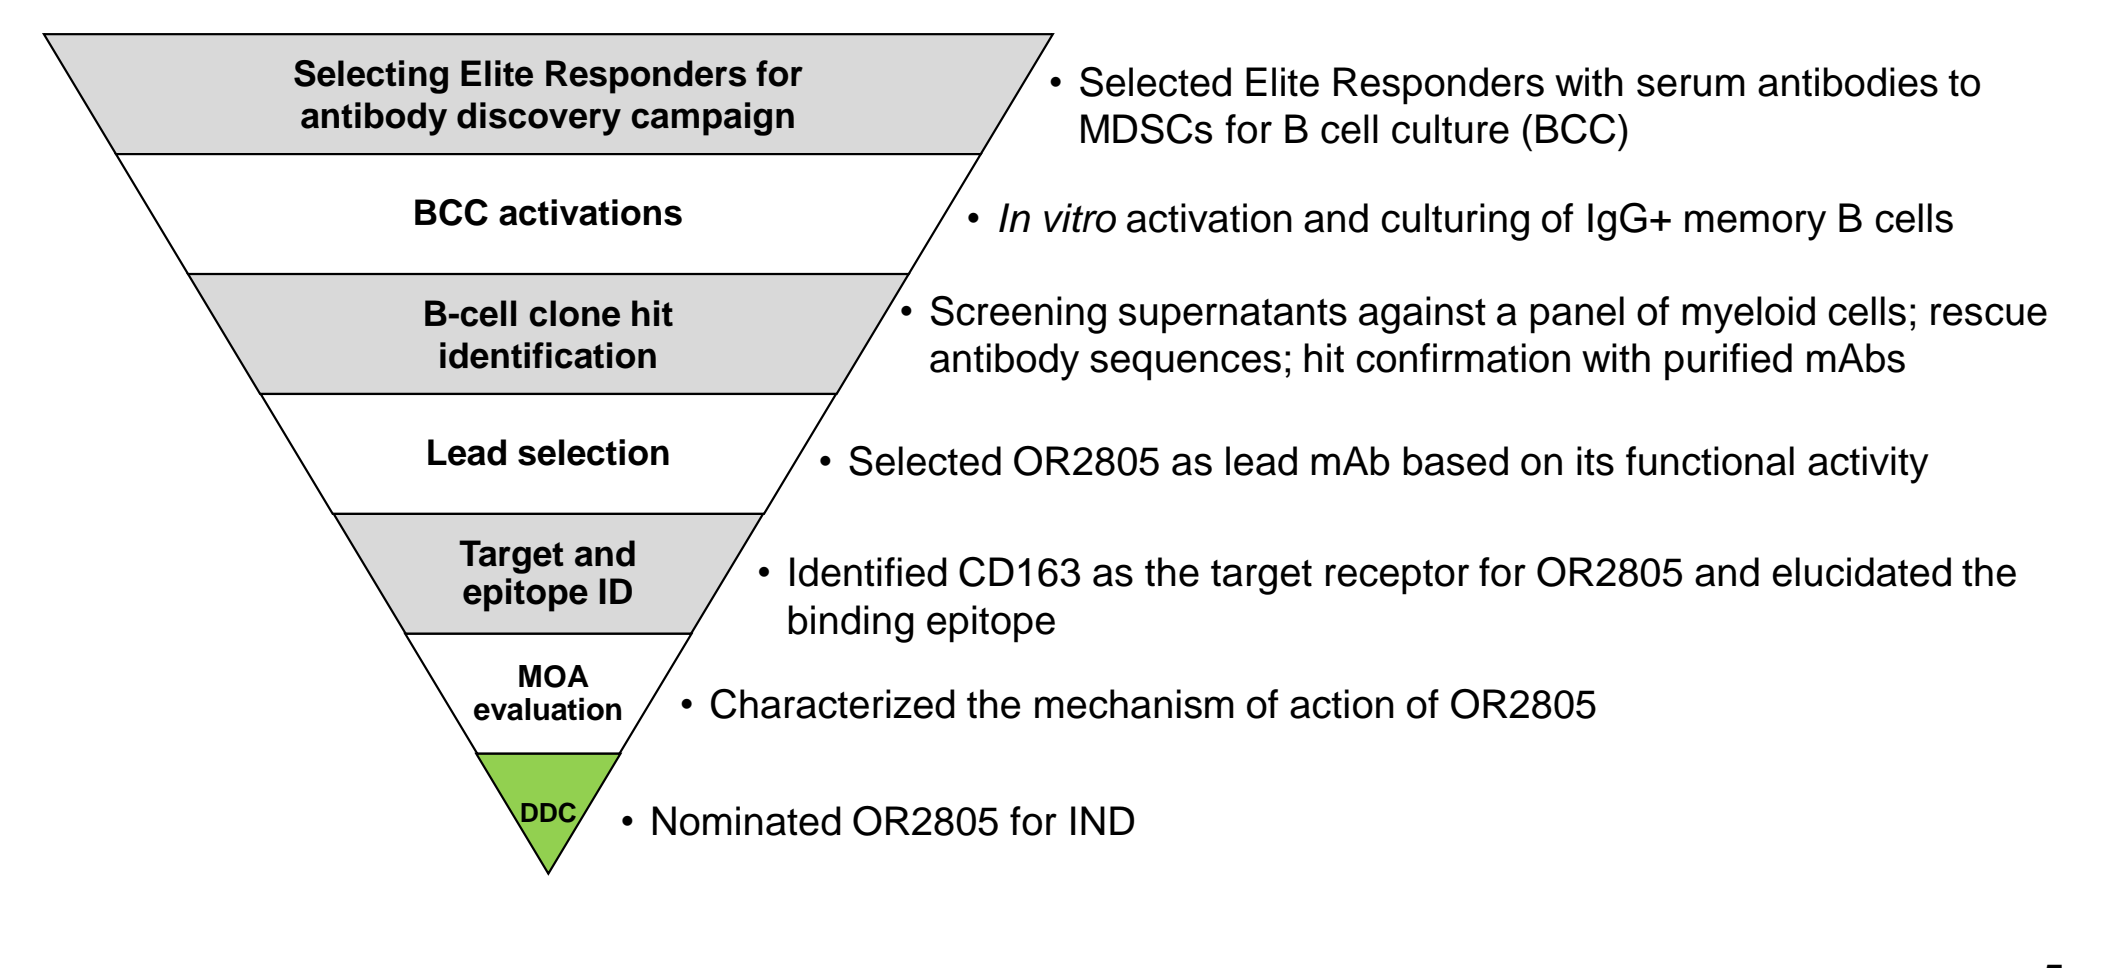 Selecting Elite Responders for
antibody discovery campaign
• Selected Elite Responders with serum antibodies to
MDSCs for B cell culture (BCC)
BCC activations
• In vitro activation and culturing of IgG+ memory B cells
B-cell clone hit
identification
• Screening supernatants against a panel of myeloid cells; rescue
antibody sequences; hit confirmation with purified mAbs
Lead selection
• Selected OR2805 as lead mAb based on its functional activity
Target and
epitope ID
• Identified CD163 as the target receptor for OR2805 and elucidated the
binding epitope
MOA
evaluation
• Characterized the mechanism of action of OR2805
DDC
• Nominated OR2805 for IND